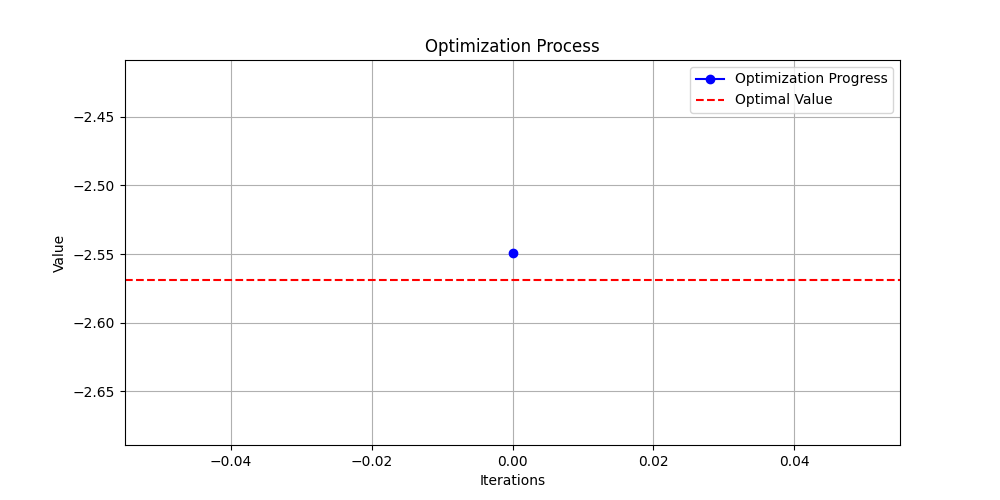 Optimization Process
Optimization Progress
Optimal Value
Value
−2.45
−2.50
−2.55
−2.60
−2.65
−0.04
−0.02
0.00
0.02
0.04
Iterations